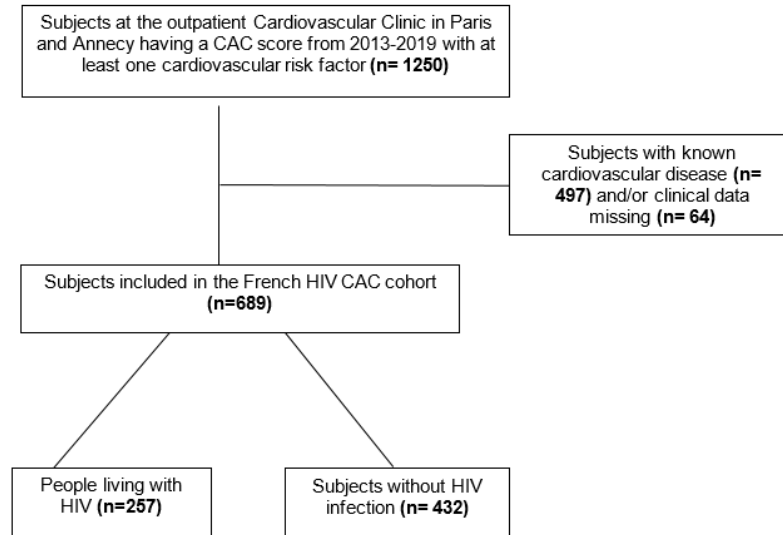 Subjects at the outpatient Cardiovascular Clinic in Paris
and Annecy having a CAC score from 2013-2019 with at
least one cardiovascular risk factor (n= 1250)
Subjects with known
cardiovascular disease (n=
497) and/or clinical data
missing (n= 64)
Subjects included in the French HIV CAC cohort
(n=689)
People living with
HIV (n=257)
Subjects without HIV
infection (n= 432)